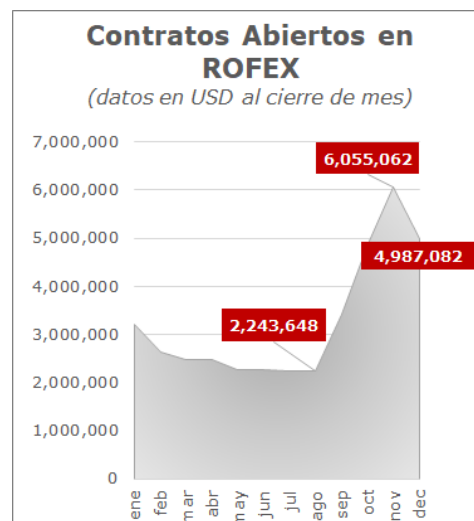 Contratos Abiertos en
ROFEX
(datos en USD al cierre de mes)
7,000,000
6,055,062
6,000,000
5,000,000
4,987,082
4,000,000
2,243,648
3,000,000
2,000,000
1,000,000
0
ene
feb
mar
abr
may
jun
jul
ago
sep
oct
nov
dec